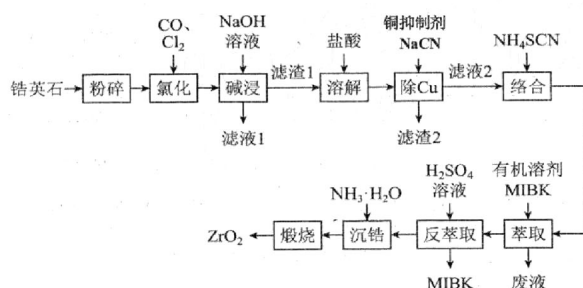 CO、
Cl₂
NaOH
溶液
盐酸
铜抑制剂
NaCN
NH₄SCN
锆英石
粉碎
氯化
碱浸
滤渣1
溶解
除Cu
滤液2
络合
滤液1
滤渣2
NH₃·H₂O
H₂SO₄
溶液
有机溶剂
MIBK
ZrO₂
煅烧
沉锆
反萃取
萃取
MIBK
废液